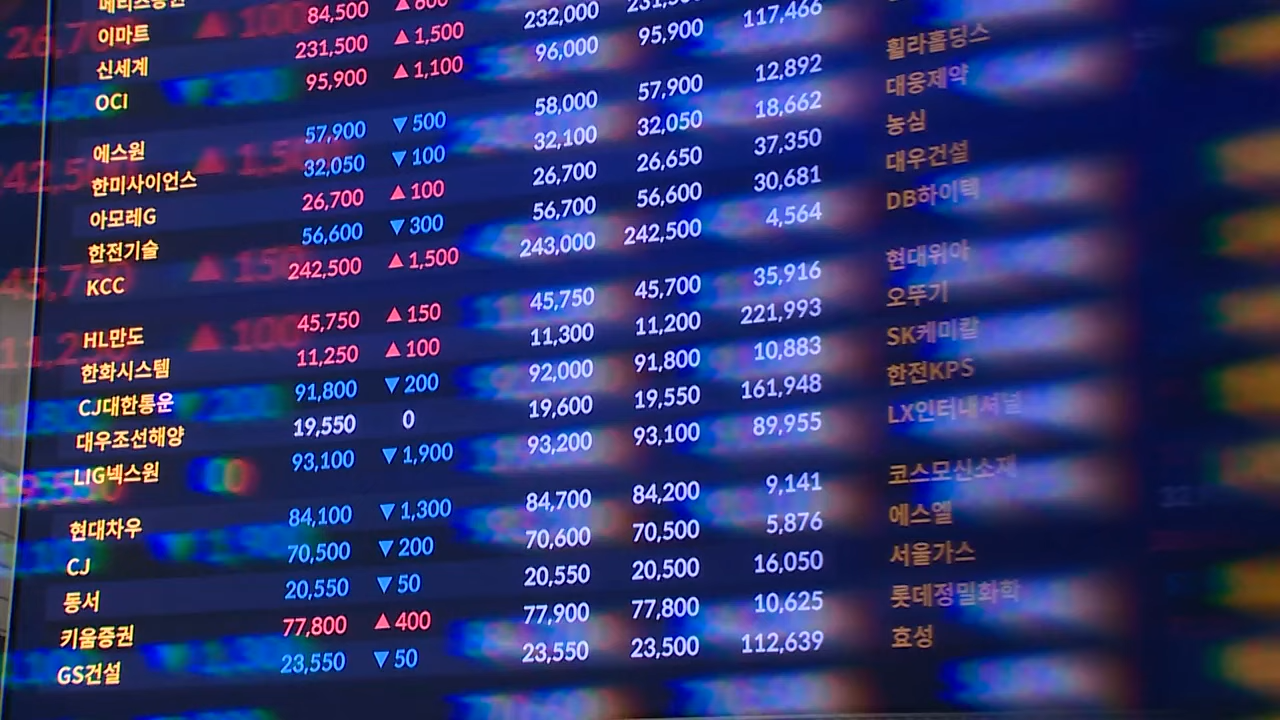 이마트 84,500 ▲800
신세계 231,500 ▲1,500 232,000
OCI 95,900 ▲1,100 96,000 95,900 117,466
에스원 57,900 ▼500 58,000 57,900 12,892 휠라홀딩스
한미사이언스 32,050 ▼100 32,100 32,050 18,662 대웅제약
아모레G 26,700 ▲100 26,700 26,650 37,350 농심
한전기술 56,600 ▼300 56,700 56,600 30,681 대우건설
KCC 242,500 ▲1,500 243,000 242,500 4,564 DB하이텍
HL만도 45,750 ▲150 45,750 45,700 35,916 현대위아
한화시스템 11,250 ▲100 11,300 11,200 221,993 오뚜기
CJ대한통운 91,800 ▼200 92,000 91,800 10,883 SK케미칼
대우조선해양 19,550 0 19,600 19,550 161,948 한전KPS
LIG넥스원 93,100 ▼1,900 93,200 93,100 89,955 LX인터내셔널
현대차우 84,100 ▼1,300 84,700 84,200 9,141 코스모신소재
CJ 70,500 ▼200 70,600 70,500 5,876 에스엘
동서 20,550 ▼50 20,550 20,500 16,050 서울가스
키움증권 77,800 ▲400 77,900 77,800 10,625 롯데정밀화학
GS건설 23,550 ▼50 23,550 23,500 112,639 효성